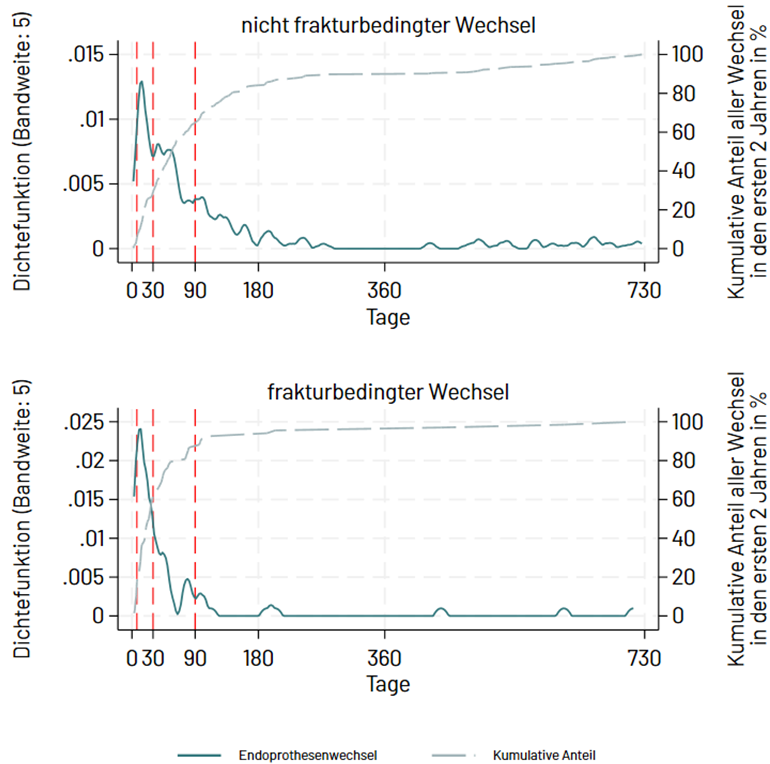 nicht frakturbedingter Wechsel
Dichtefunktion (Bandweite: 5)
.015
.01
.005
0
100
80
60
40
20
0
Kumulative Anteil aller Wechsel
in den ersten 2 Jahren in %
0 30 90 180 360 730
Tage
frakturbedingter Wechsel
Dichtefunktion (Bandweite: 5)
.025
.02
.015
.01
.005
0
100
80
60
40
20
0
Kumulative Anteil aller Wechsel
in den ersten 2 Jahren in %
0 30 90 180 360 730
Tage
Endoprothesenwechsel Kumulative Anteil